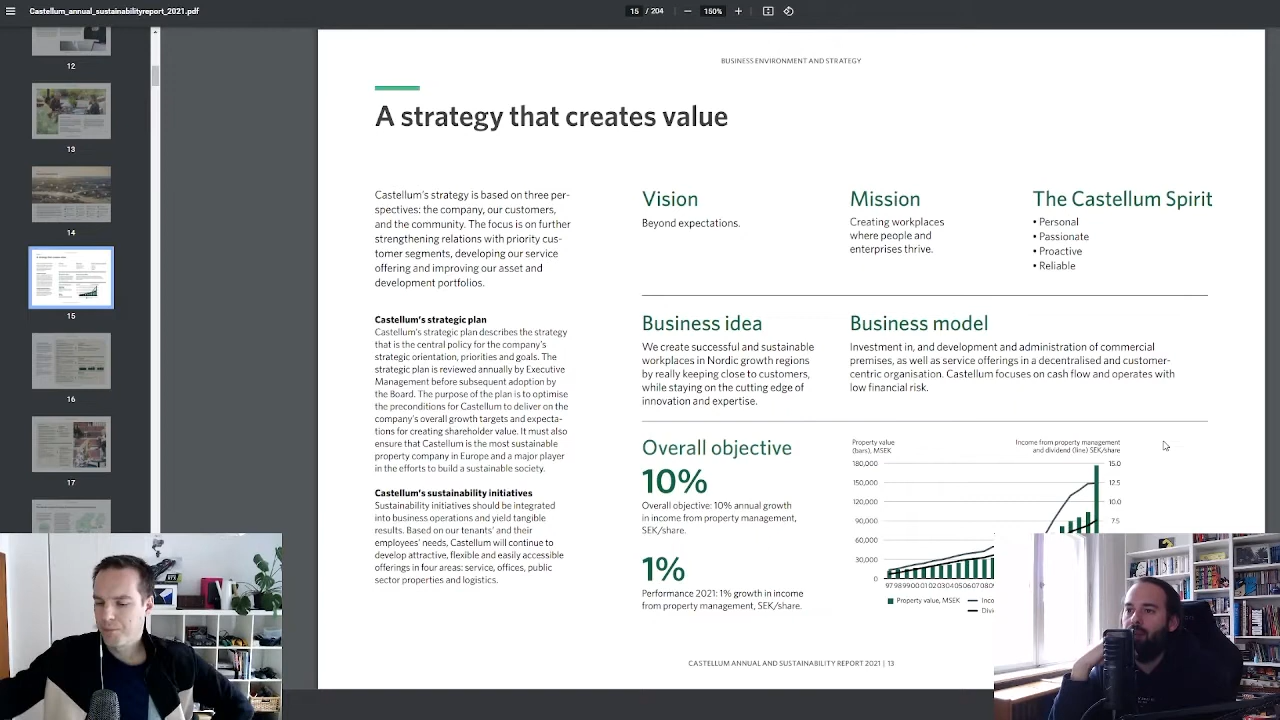 Castellum_annual_sustainabilityreport_2021.pdf
15 / 204
150%
12
13
14
15
16
17
BUSINESS ENVIRONMENT AND STRATEGY
A strategy that creates value
Castellum's strategy is based on three per-
spectives: the company, our customers,
and the community. The focus is on further
strengthening relations with priority cus-
tomer segments, developing our service
offering and improving our asset and
development portfolios.
Castellum's strategic plan
Castellum's strategic plan describes the strategy
that is the central policy for the company's
strategic orientation, priorities and goals. The
strategic plan is reviewed annually by Executive
Management before subsequent adoption by
the Board. The purpose of the plan is to optimise
the preconditions for Castellum to deliver on the
company's overall growth targets and expecta-
tions for creating shareholder value. It must also
ensure that Castellum is the most sustainable
property company in Europe and a major player
in the efforts to build a sustainable society.
Castellum's sustainability initiatives
Sustainability initiatives should be integrated
into business operations and yield tangible
results. Based on our tenants' and their
employees' needs, Castellum will continue to
develop attractive, flexible and easily accessible
offerings in four areas: service, offices, public
sector properties and logistics.
Vision
Beyond expectations.
Mission
Creating workplaces
where people and
enterprises thrive.
The Castellum Spirit
• Personal
• Passionate
• Proactive
• Reliable
Business idea
We create successful and sustainable
workplaces in Nordic growth regions
by really keeping close to customers,
while staying on the cutting edge of
innovation and expertise.
Business model
Investment in, and development and administration of commercial
premises, as well as service offerings in a decentralised and customer-
centric organisation. Castellum focuses on cash flow and operates with
low financial risk.
Overall objective
10%
Overall objective: 10% annual growth
in income from property management,
SEK/share.
1%
Performance 2021: 1% growth in income
from property management, SEK/share.
Property value
(bars), MSEK
Income from property management
and dividend (line) SEK/share
180,000
150,000
120,000
90,000
60,000
30,000
0
15.0
12.5
10.0
7.5
97 98 99 00 01 02 03 04 05 06 07 08
Property value, MSEK
Inco
Divi
CASTELLUM ANNUAL AND SUSTAINABILITY REPORT 2021 | 13